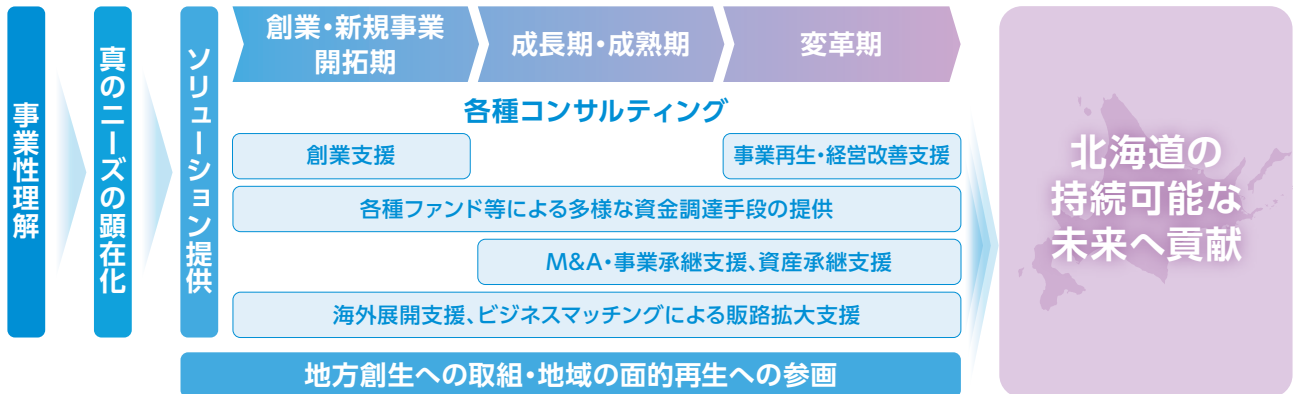 事業性理解
真のニーズの顕在化
ソリューション提供
創業・新規事業
開拓期
成長期・成熟期
変革期
各種コンサルティング
創業支援
事業再生・経営改善支援
各種ファンド等による多様な資金調達手段の提供
M&A・事業承継支援、資産承継支援
海外展開支援、ビジネスマッチングによる販路拡大支援
地方創生への取組・地域の面的再生への参画
北海道の
持続可能な
未来へ貢献